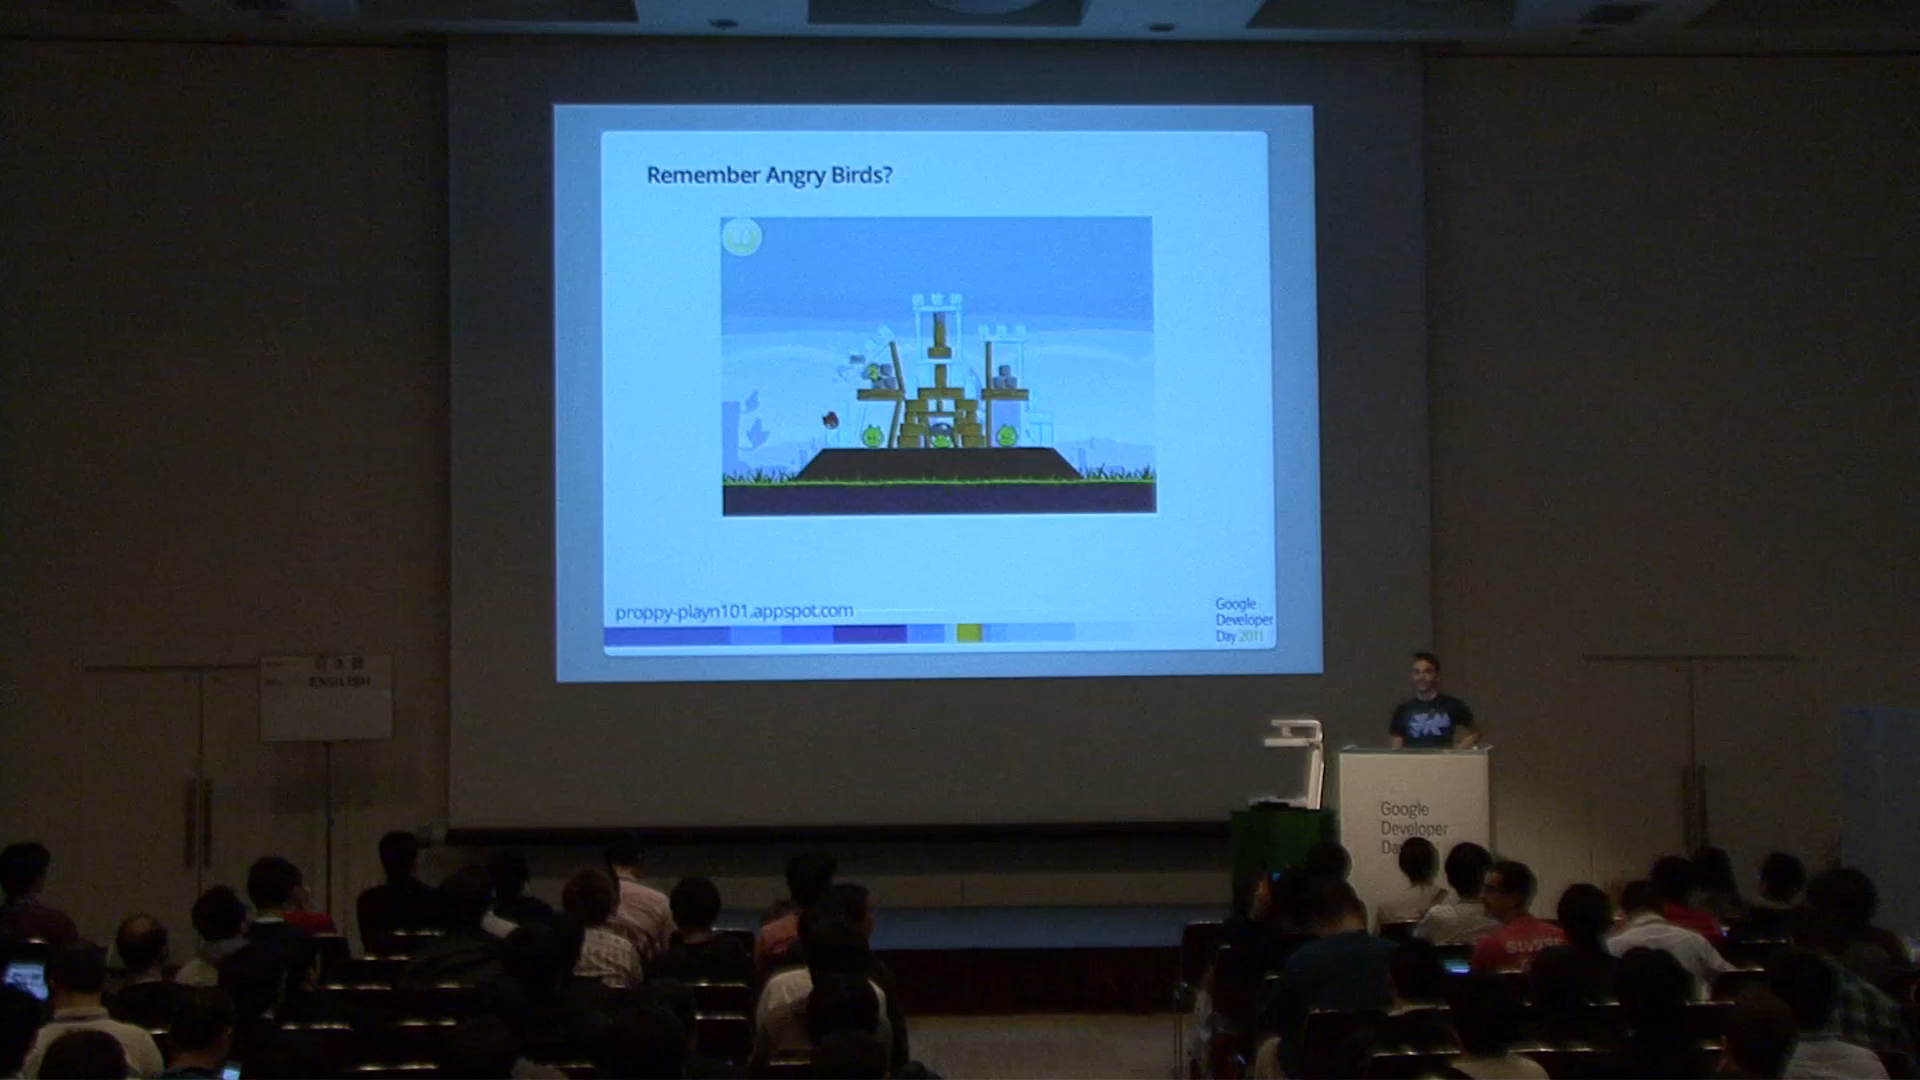 Remember Angry Birds?
proppy-playn101.appspot.com
Google
Developer
Day 2011
ENGLISH
Google
Developer